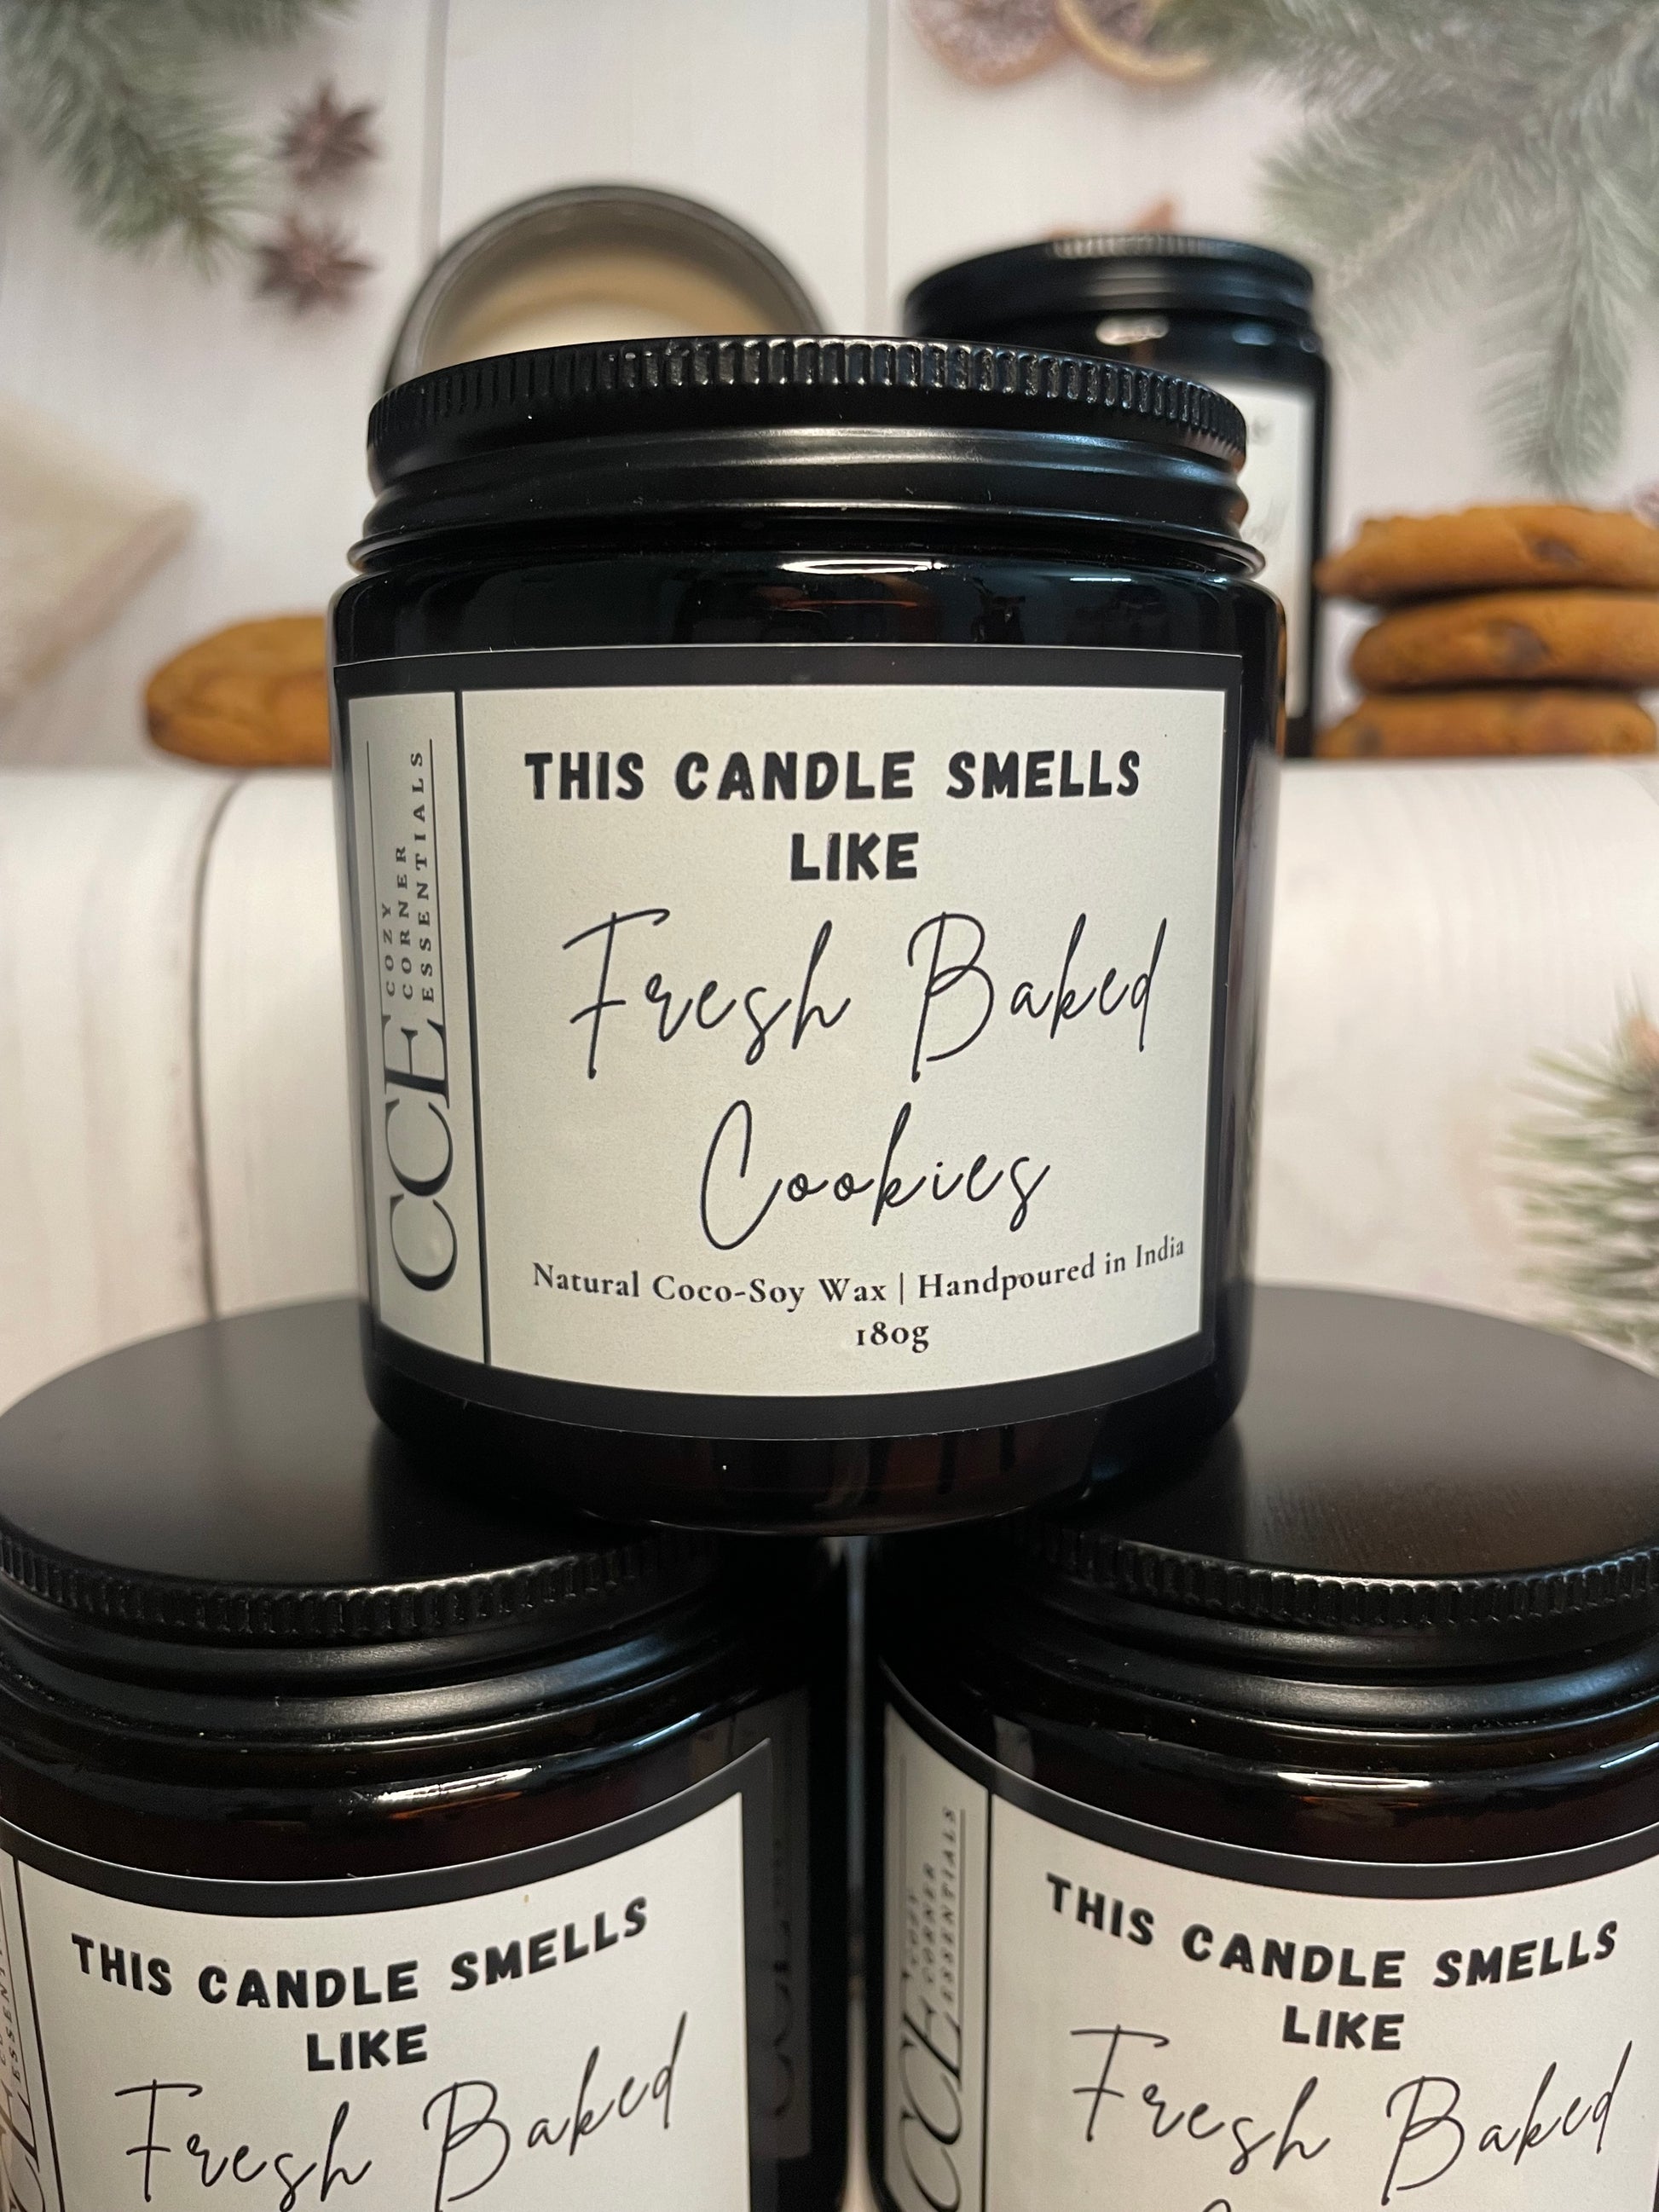 THIS CANDLE SMELLS
LIKE
Fresh Baked
Cookies
Natural Coco-Soy Wax | Handpoured in India
180g
CCE
COZY
CORNER
ESSENTIALS
THIS CANDLE SMELLS
LIKE
Fresh Baked
CCE
COZY
CORNER
ESSENTIALS
THIS CANDLE SMELLS
LIKE
Fresh Baked